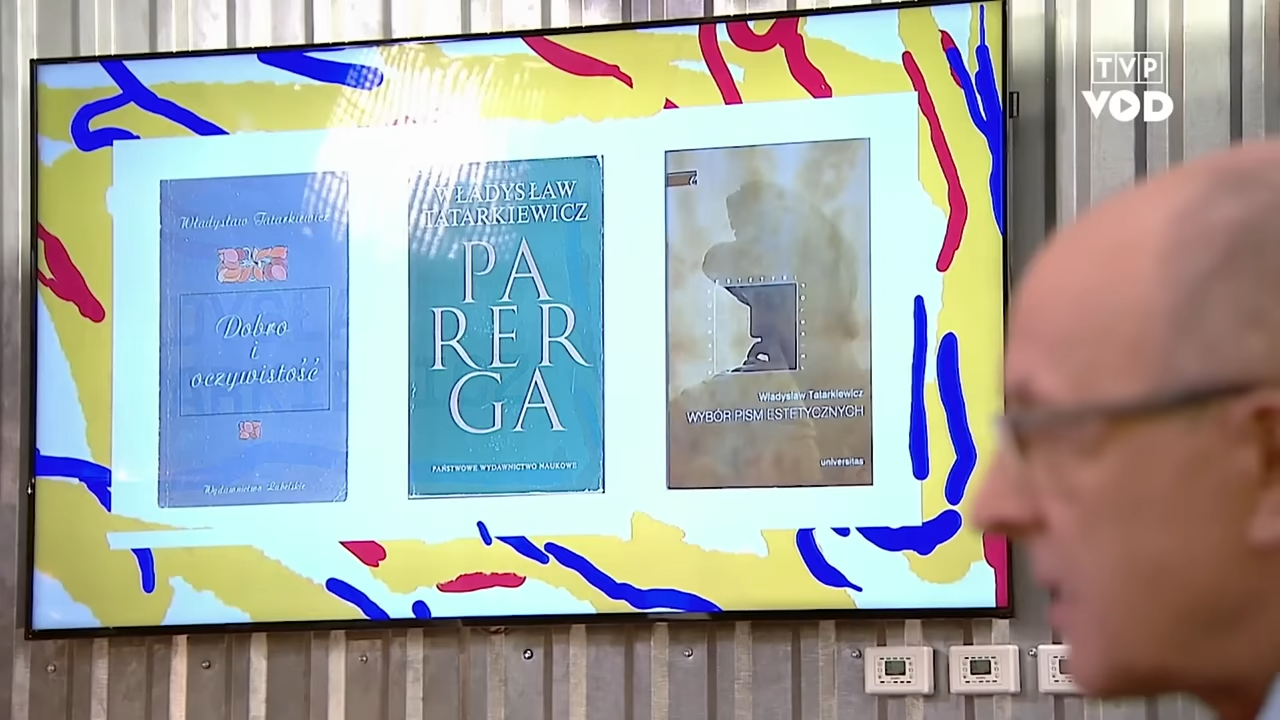 TVP
VOD
Władysław Tatarkiewicz
Dobro
i
oczywistość
Wydawnictwo Lubelskie
WŁADYSŁAW
TATARKIEWICZ
PA
RER
GA
PAŃSTWOWE WYDAWNICTWO NAUKOWE
Władysław Tatarkiewicz
WYBÓR PISM ESTETYCZNYCH
universitas